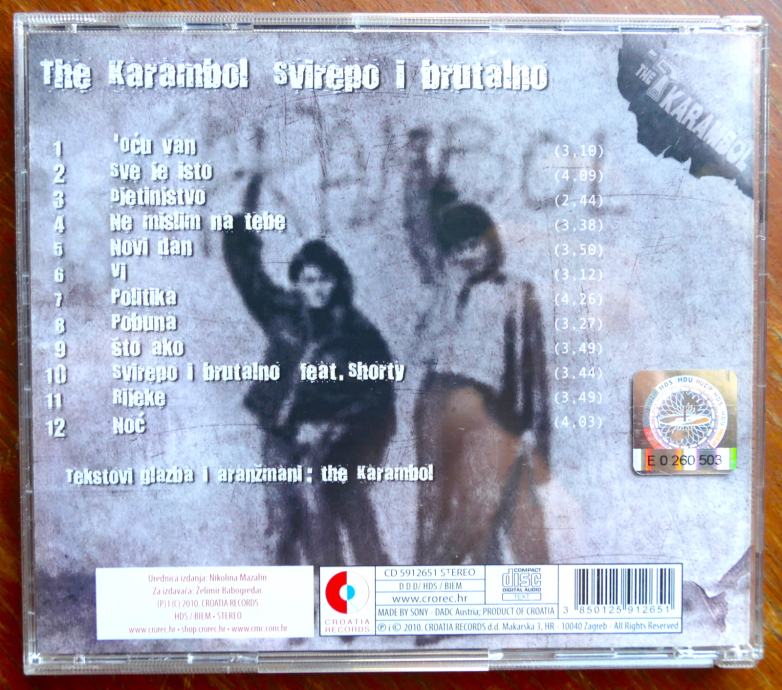 The Karambol Svirepo i brutalno
THE KARAMBOL
KARAMBOL
1 'oću van (3,10)
2 Sve je isto (4,09)
3 Djetinjstvo (2,44)
4 Ne mislim na tebe (3,38)
5 Novi dan (3,50)
6 Vi (3,12)
7 Politika (4,26)
8 Pobuna (3,27)
9 Što ako (3,49)
10 Svirepo i brutalno feat. Shorty (3,44)
11 Rijeke (3,49)
12 Noć (4,03)
E 0 260 503
Tekstovi glazba i aranžmani: the Karambol
Urednica izdanja: Nikolina Mazalin
Za izdavača: Želimir Babogredac
(P) I (C) 2010. CROATIA RECORDS
HDS / BIEM • STEREO
www.crorec.hr • shop.crorec.hr • www.cmc.com.hr
CROATIA
RECORDS
CD 5912651 STEREO
D D D/ HDS / BIEM
www.crorec.hr
COMPACT
disc
DIGITAL AUDIO
TEXT
MADE BY SONY - DADC Austria, PRODUCT OF CROATIA
℗ i © 2010. CROATIA RECORDS d.d. Makarska 3, HR - 10040 Zagreb - All Rights Reserved
3 850125 912651